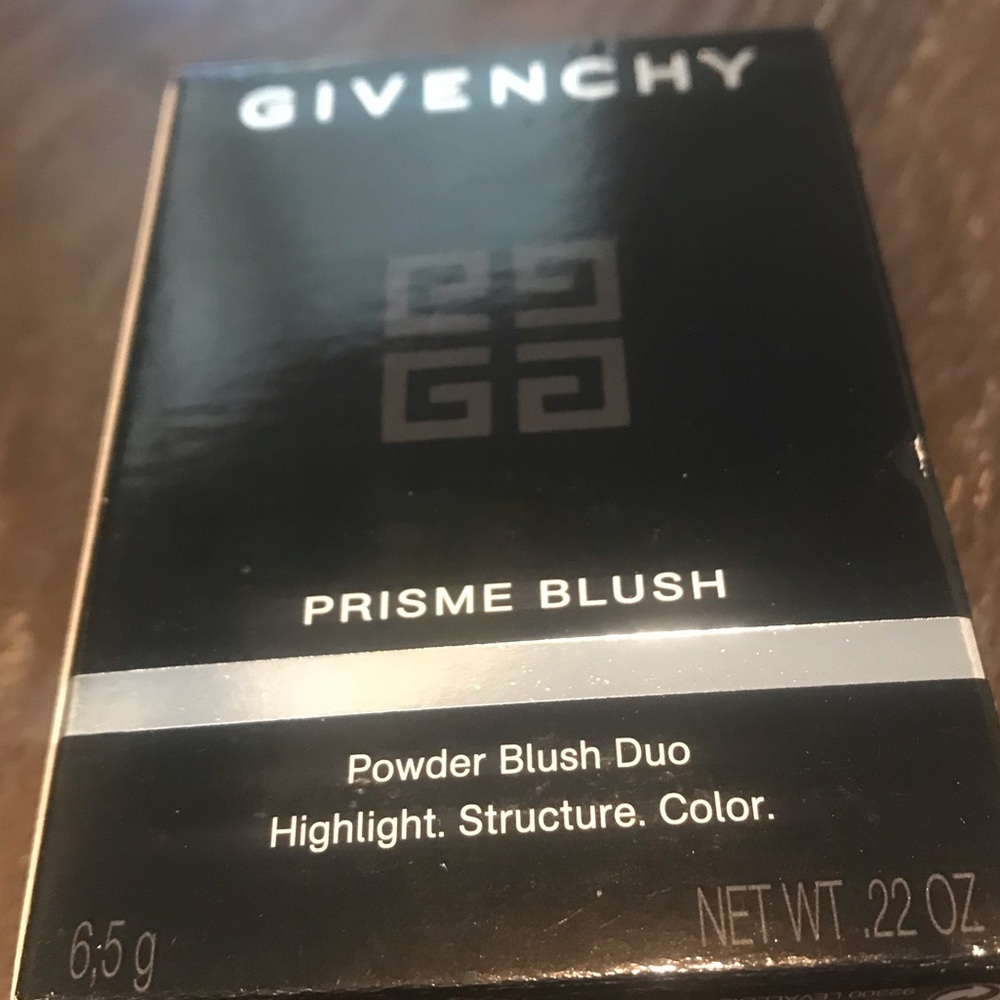 GIVENCHY
PRISME BLUSH
Powder Blush Duo
Highlight. Structure. Color.
6,5 g NET WT .22 OZ